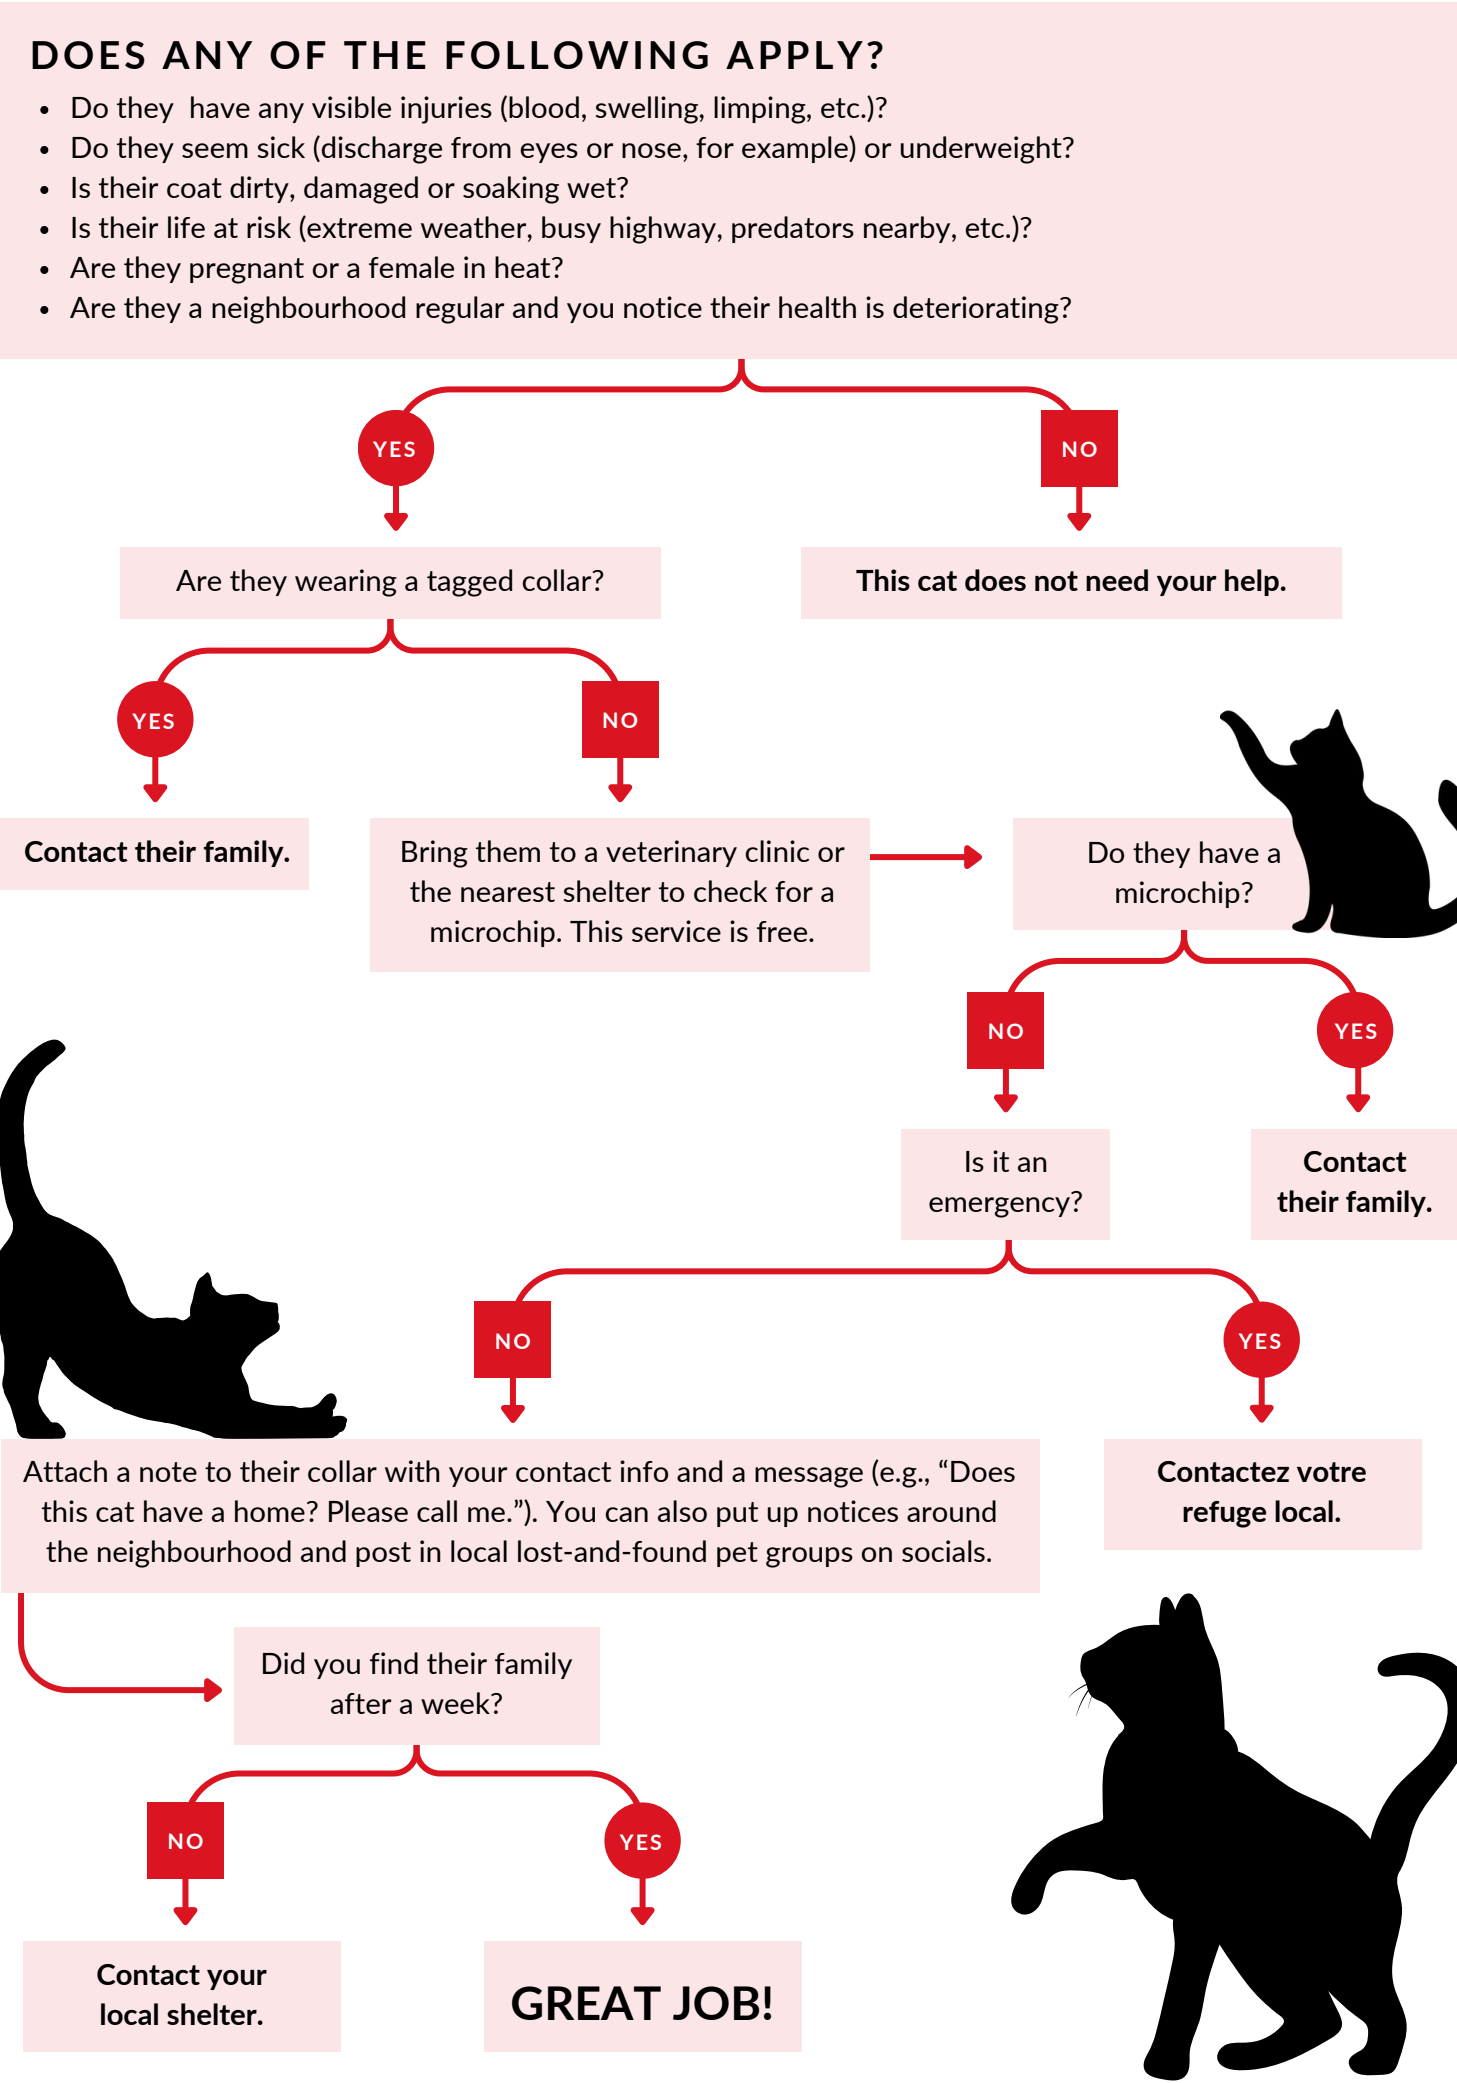 DOES ANY OF THE FOLLOWING APPLY?
• Do they  have any visible injuries (blood, swelling, limping, etc.)?
• Do they seem sick (discharge from eyes or nose, for example) or underweight?
• Is their coat dirty, damaged or soaking wet?
• Is their life at risk (extreme weather, busy highway, predators nearby, etc.)?
• Are they pregnant or a female in heat?
• Are they a neighbourhood regular and you notice their health is deteriorating?
YES
NO
Are they wearing a tagged collar?
This cat does not need your help.
YES
NO
Contact their family.
Bring them to a veterinary clinic or
the nearest shelter to check for a
microchip. This service is free.
Do they have a
microchip?
NO
YES
Is it an
emergency?
Contact
their family.
NO
YES
Attach a note to their collar with your contact info and a message (e.g., “Does
this cat have a home? Please call me.”). You can also put up notices around
the neighbourhood and post in local lost-and-found pet groups on socials.
Contactez votre
refuge local.
Did you find their family
after a week?
NO
YES
Contact your
local shelter.
GREAT JOB!